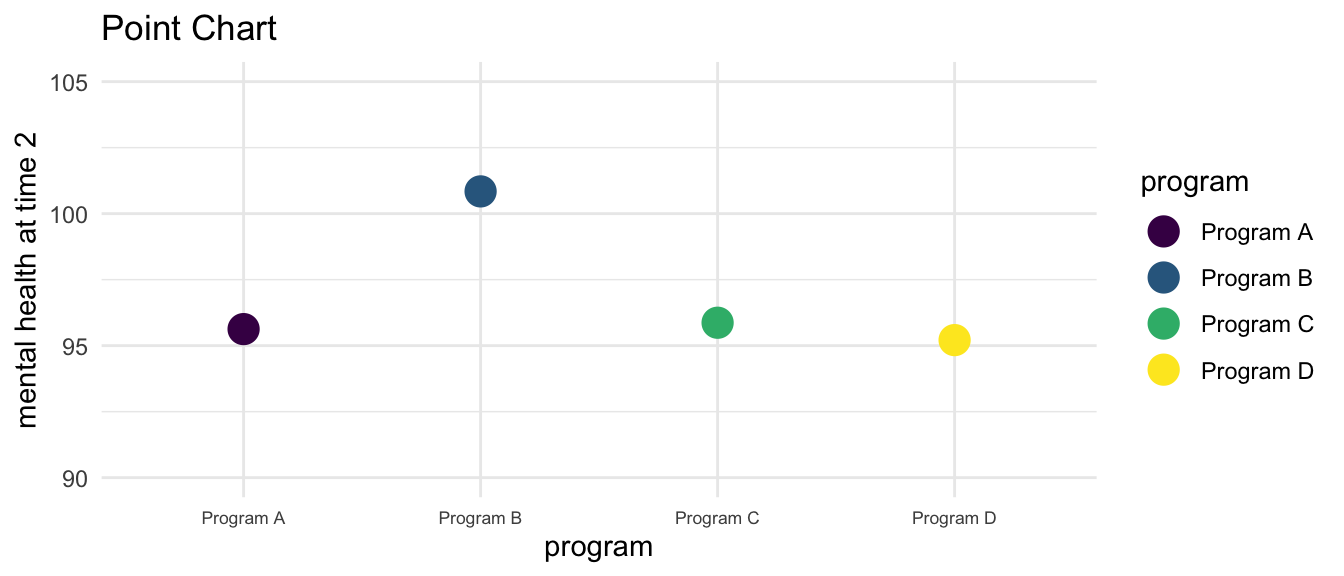 Point Chart
mental health at time 2
105
100
95
90
Program A
Program B
Program C
Program D
program
program
Program A
Program B
Program C
Program D